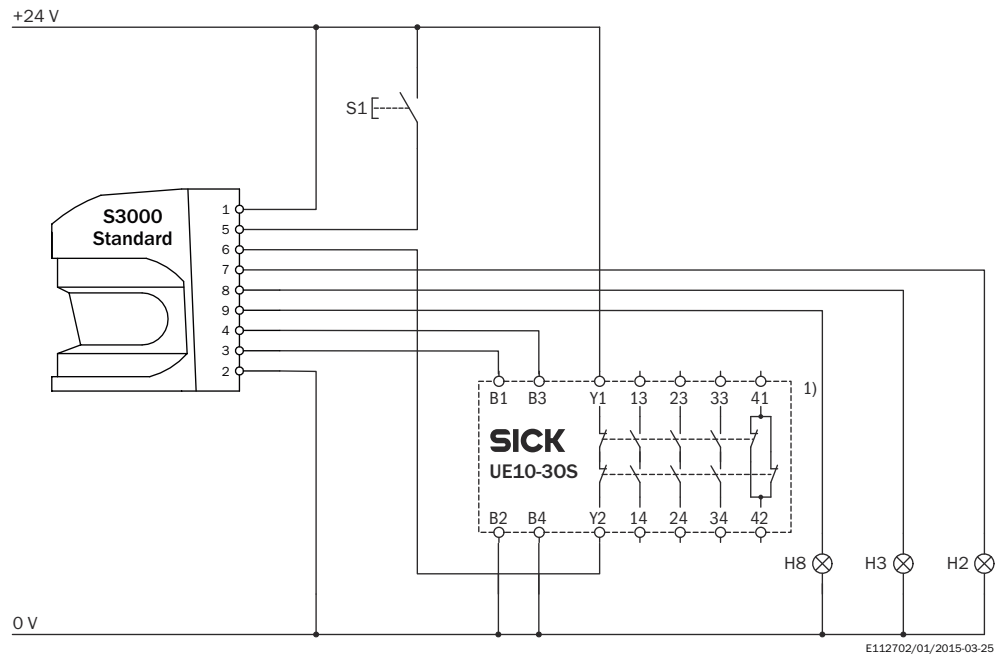 +24 V
S1
S3000
Standard
1
5
6
7
8
9
4
3
2
B1 B3 Y1 13 23 33 41 1)
SICK
UE10-3OS
B2 B4 Y2 14 24 34 42
H8 H3 H2
0 V
E112702/01/2015-03-25